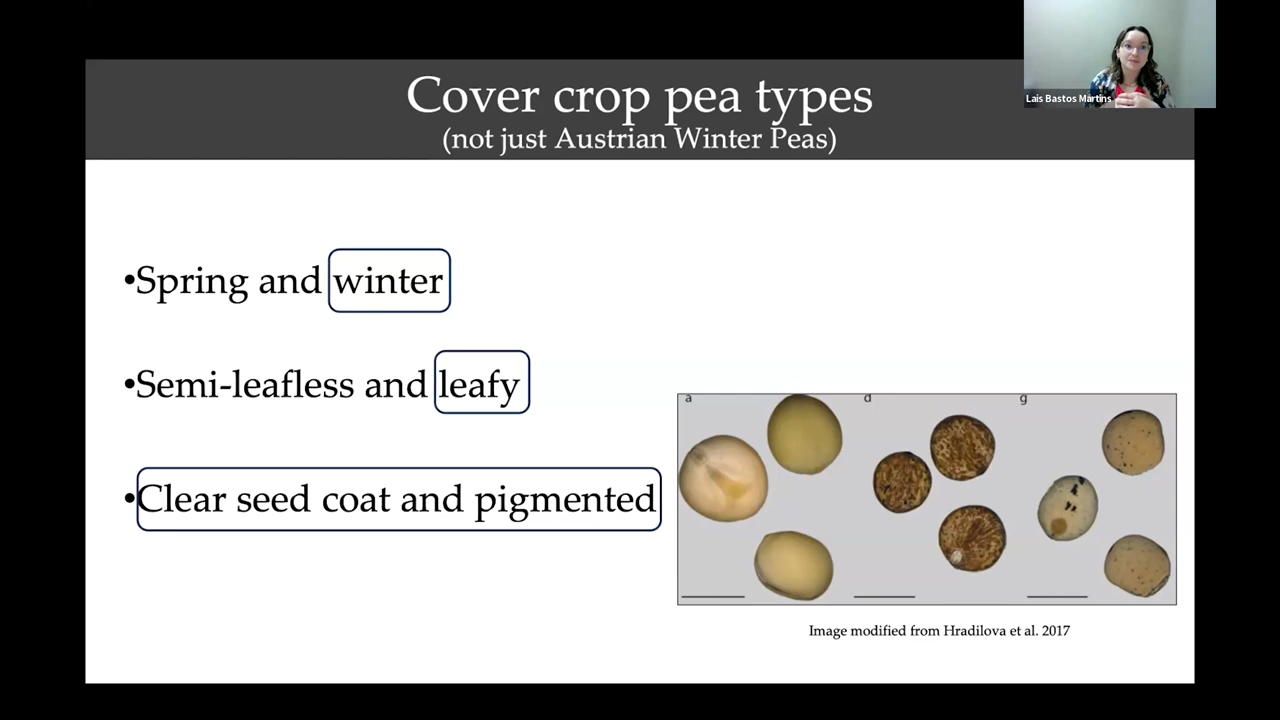 Cover crop pea types
(not just Austrian Winter Peas)
Lais Bastos Martins
•Spring and winter
•Semi-leafless and leafy
•Clear seed coat and pigmented
a d g
Image modified from Hradilova et al. 2017